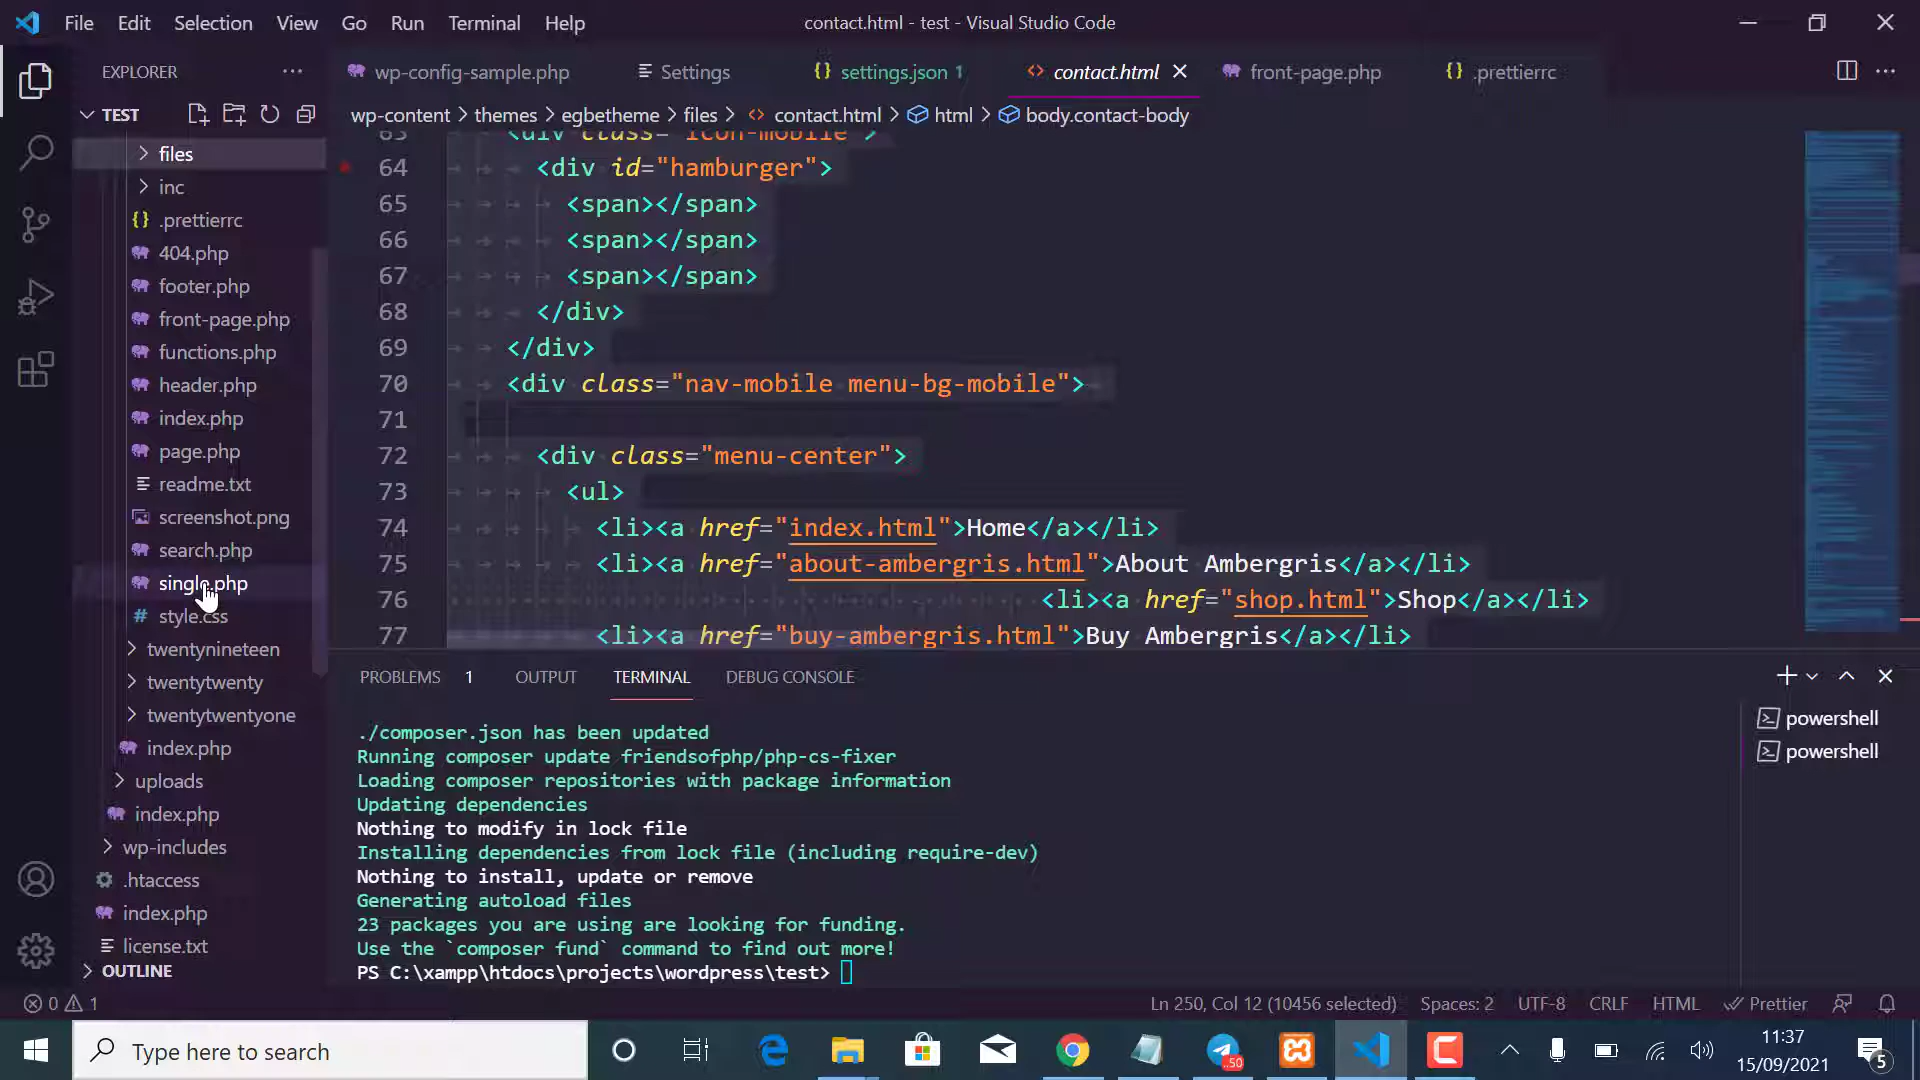 File Edit Selection View Go Run Terminal Help
contact.html - test - Visual Studio Code
EXPLORER
wp-config-sample.php
Settings
settings.json 1
contact.html
front-page.php
.prettierrc
TEST
wp-content > themes > egbetheme > files > contact.html > html > body.contact-body
files
inc
.prettierrc
404.php
footer.php
front-page.php
functions.php
header.php
index.php
page.php
readme.txt
screenshot.png
search.php
single.php
style.css
twentynineteen
twentytwenty
twentytwentyone
index.php
uploads
index.php
wp-includes
.htaccess
index.php
license.txt
OUTLINE
63 <div class="icon-mobile">
64 <div id="hamburger">
65 <span></span>
66 <span></span>
67 <span></span>
68 </div>
69 </div>
70 <div class="nav-mobile menu-bg-mobile">
71
72 <div class="menu-center">
73 <ul>
74 <li><a href="index.html">Home</a></li>
75 <li><a href="about-ambergris.html">About Ambergris</a></li>
76 <li><a href="shop.html">Shop</a></li>
77 <li><a href="buy-ambergris.html">Buy Ambergris</a></li>
PROBLEMS 1 OUTPUT TERMINAL DEBUG CONSOLE
./composer.json has been updated
Running composer update friendsofphp/php-cs-fixer
Loading composer repositories with package information
Updating dependencies
Nothing to modify in lock file
Installing dependencies from lock file (including require-dev)
Nothing to install, update or remove
Generating autoload files
23 packages you are using are looking for funding.
Use the `composer fund` command to find out more!
PS C:\xampp\htdocs\projects\wordpress\test>
powershell
powershell
0 1
Ln 250, Col 12 (10456 selected) Spaces: 2 UTF-8 CRLF HTML Prettier
Type here to search
50
11:37
15/09/2021
5